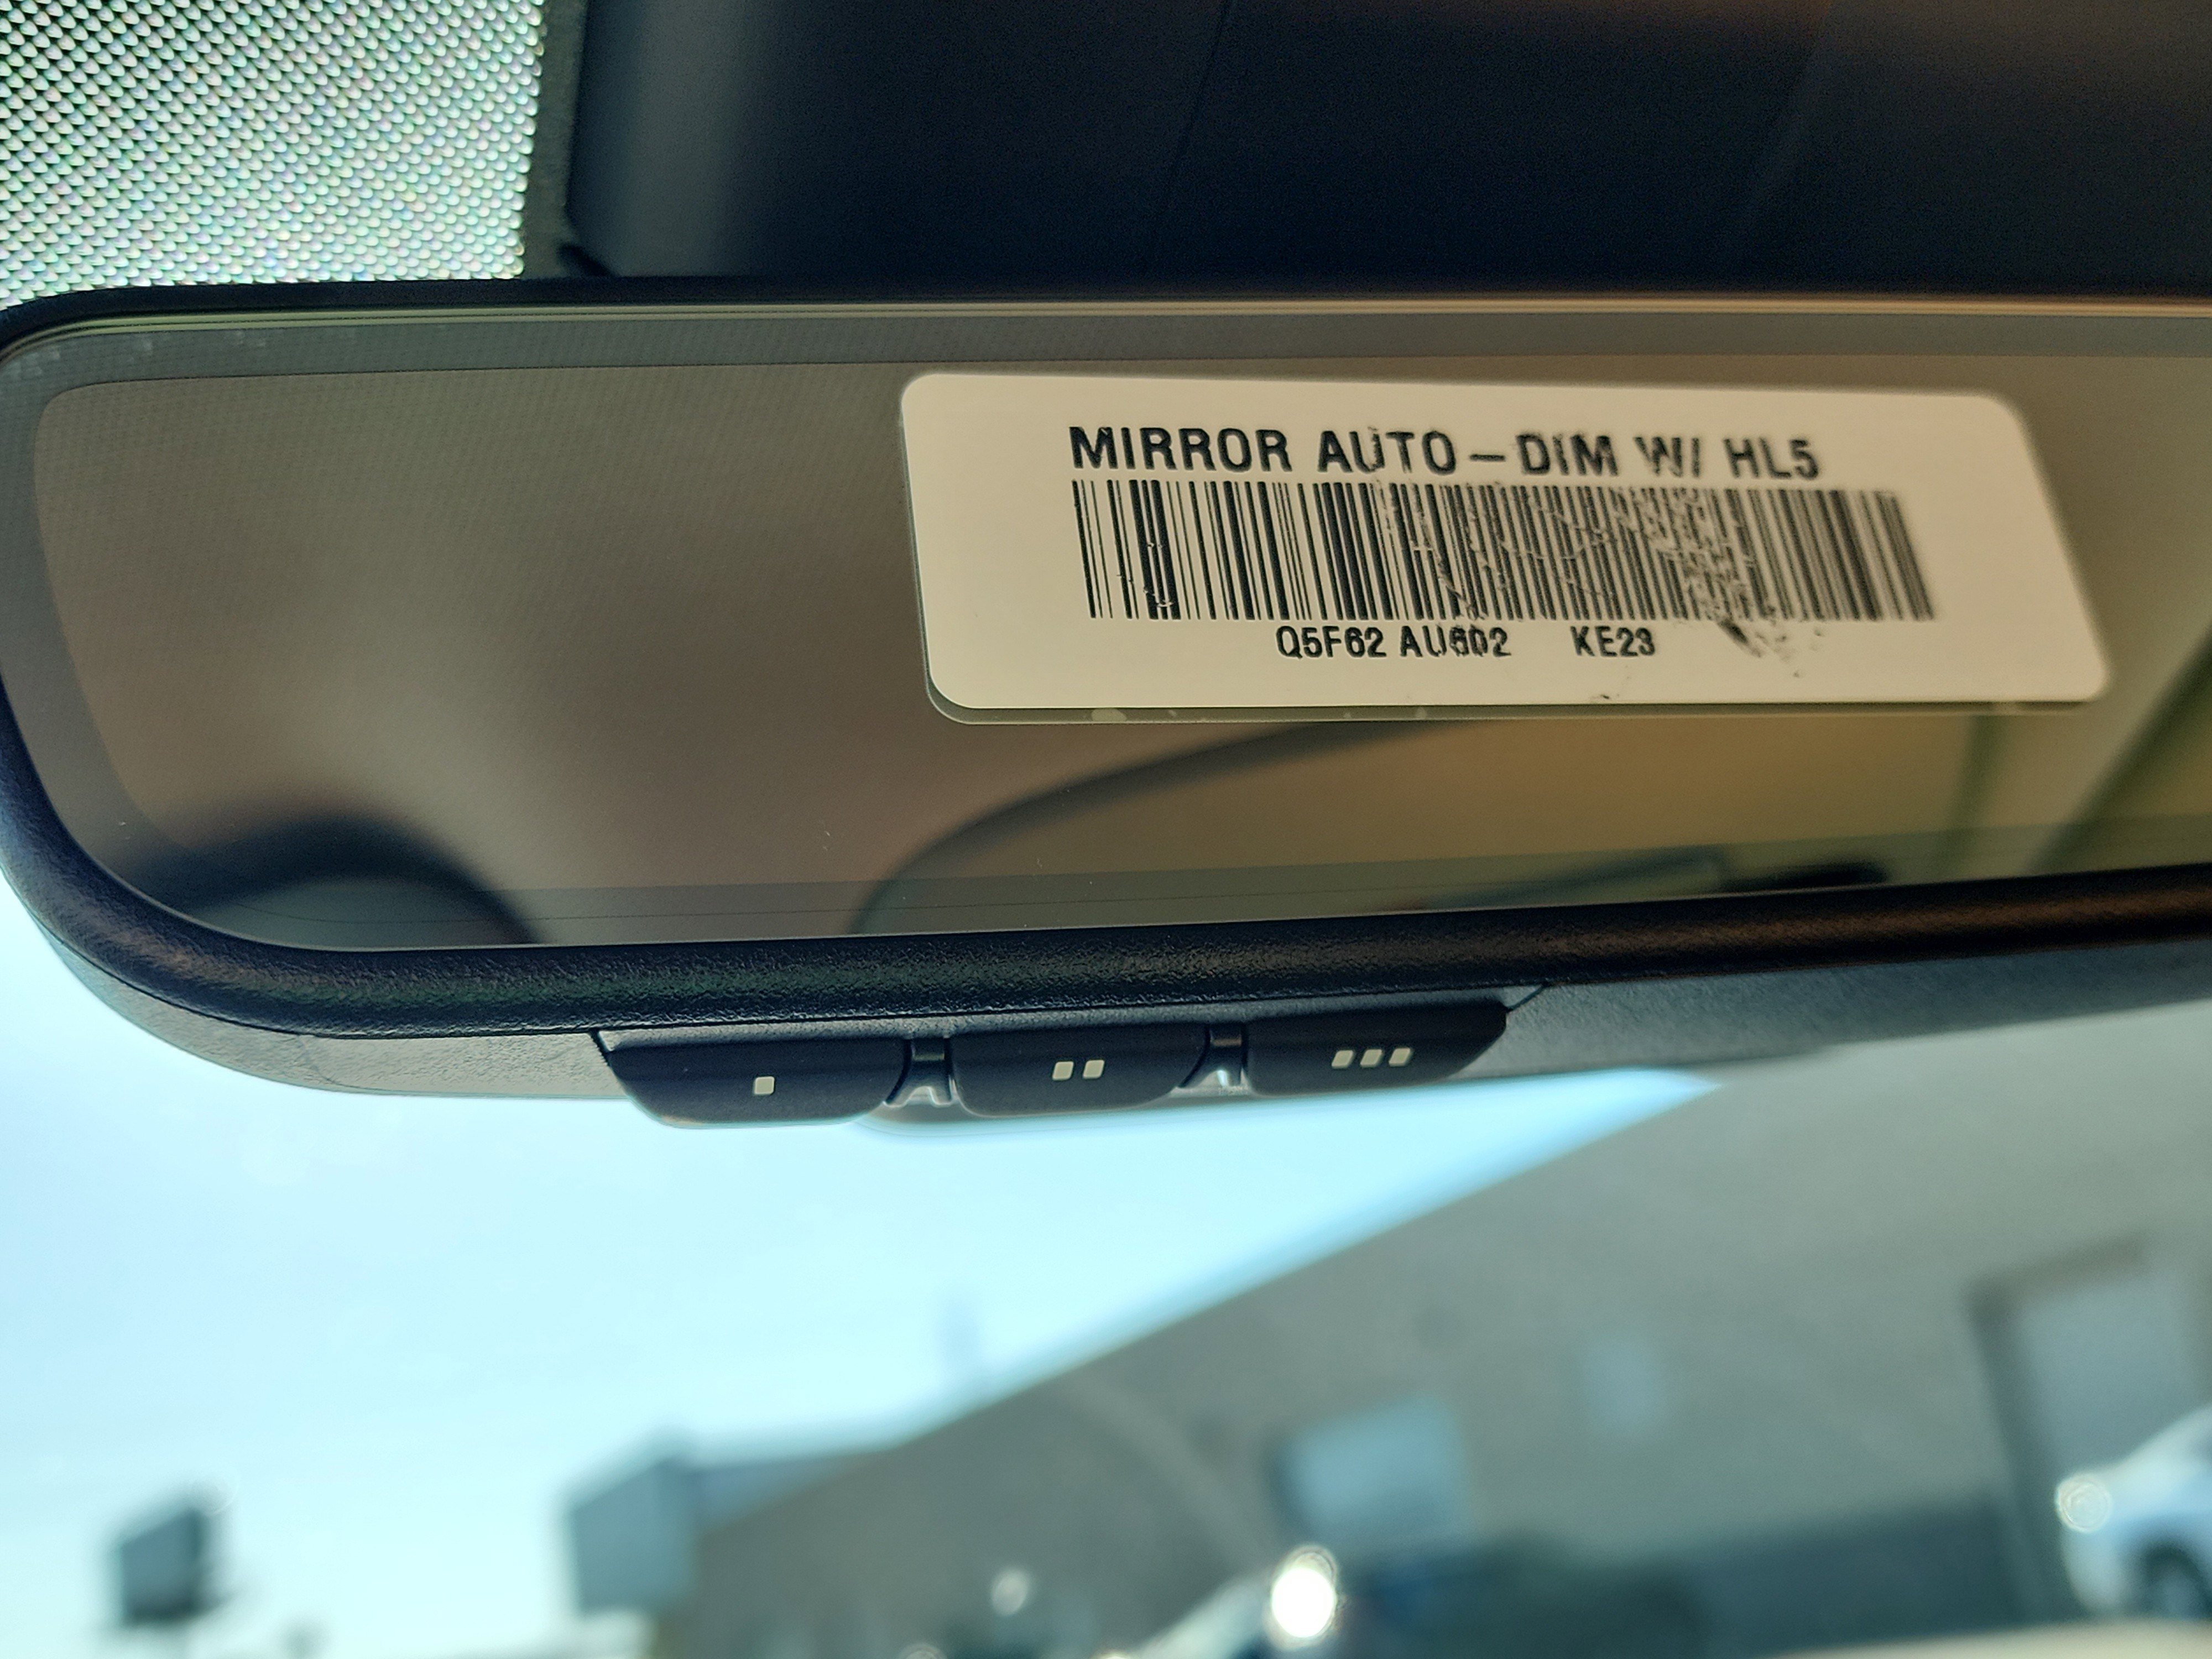 MIRROR AUTO-DIM W/ HL5
Q5F62 AU602 KE23